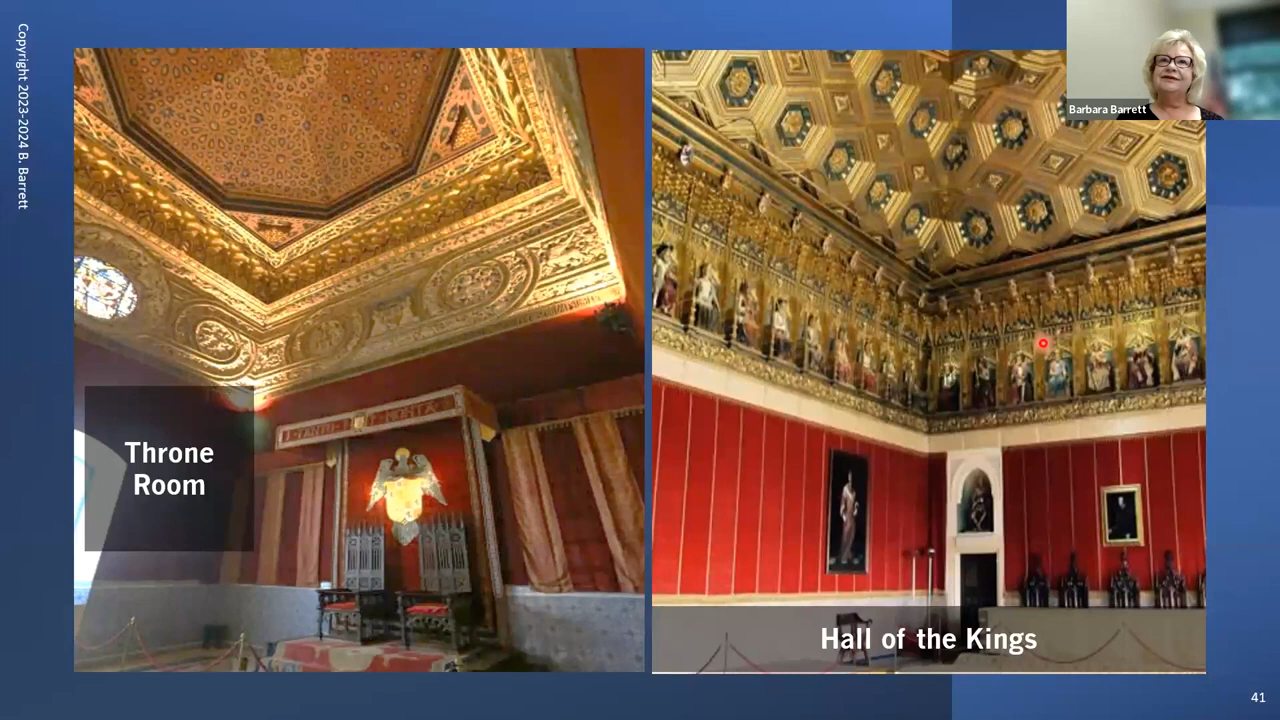 Copyright 2023-2024 B. Barrett
Barbara Barrett
Throne
Room
Hall of the Kings
41